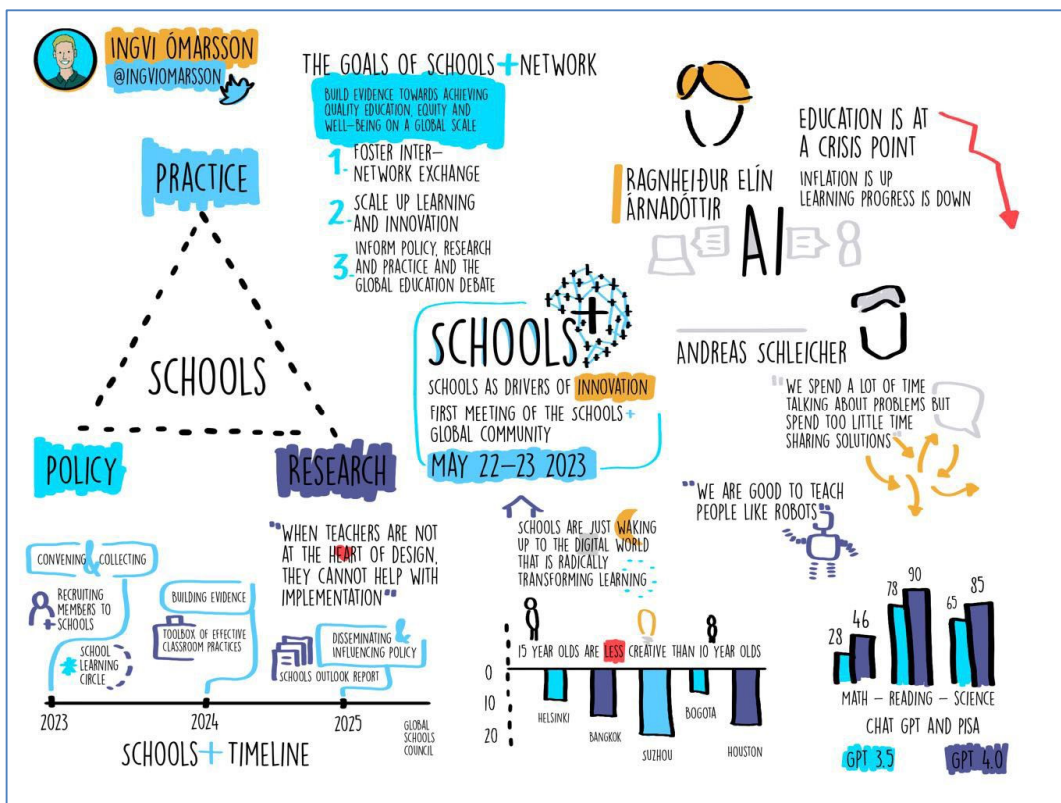 INGVI ÓMARSSON
@INGVIOMARSSON
THE GOALS OF SCHOOLS+NETWORK
BUILD EVIDENCE TOWARDS ACHIEVING
QUALITY EDUCATION, EQUITY AND
WELL-BEING ON A GLOBAL SCALE
1. FOSTER INTER-
NETWORK EXCHANGE
2. SCALE UP LEARNING
AND INNOVATION
3. INFORM POLICY, RESEARCH
AND PRACTICE AND THE
GLOBAL EDUCATION DEBATE
RAGNHEIÐUR ELÍN
ÁRNADÓTTIR
EDUCATION IS AT
A CRISIS POINT
INFLATION IS UP
LEARNING PROGRESS IS DOWN
AI
PRACTICE
SCHOOLS
POLICY
RESEARCH
SCHOOLS+
SCHOOLS AS DRIVERS OF INNOVATION
FIRST MEETING OF THE SCHOOLS+
GLOBAL COMMUNITY
MAY 22-23 2023
ANDREAS SCHLEICHER
"WE SPEND A LOT OF TIME
TALKING ABOUT PROBLEMS BUT
SPEND TOO LITTLE TIME
SHARING SOLUTIONS"
"WE ARE GOOD TO TEACH
PEOPLE LIKE ROBOTS"
"WHEN TEACHERS ARE NOT
AT THE HEART OF DESIGN,
THEY CANNOT HELP WITH
IMPLEMENTATION"
SCHOOLS ARE JUST WAKING
UP TO THE DIGITAL WORLD
THAT IS RADICALLY
TRANSFORMING LEARNING
CONVENING & COLLECTING
RECRUITING
MEMBERS TO
SCHOOLS
SCHOOL
LEARNING
CIRCLE
BUILDING EVIDENCE
TOOLBOX OF EFFECTIVE
CLASSROOM PRACTICES
DISSEMINATING &
INFLUENCING POLICY
SCHOOLS OUTLOOK REPORT
2023
2024
2025
GLOBAL
SCHOOLS
COUNCIL
SCHOOLS+TIMELINE
15 YEAR OLDS ARE LESS CREATIVE THAN 10 YEAR OLDS
0
10
20
HELSINKI
BANGKOK
SUZHOU
BOGOTA
HOUSTON
28
46
78
90
65
85
MATH - READING - SCIENCE
CHAT GPT AND PISA
GPT 3.5
GPT 4.0